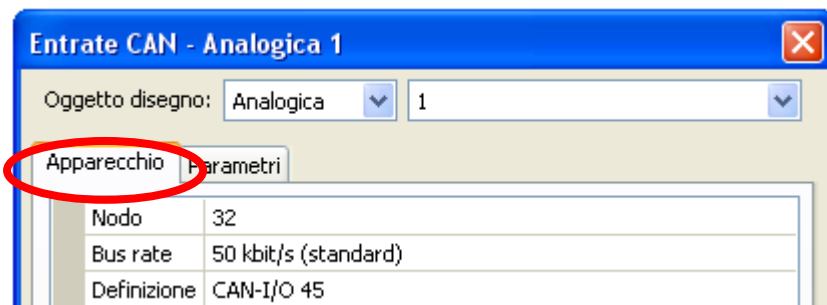 Entrate CAN - Analogica 1
Oggetto disegno: Analogica 1
Apparecchio Parametri
Nodo 32
Bus rate 50 kbit/s (standard)
Definizione CAN-I/O 45